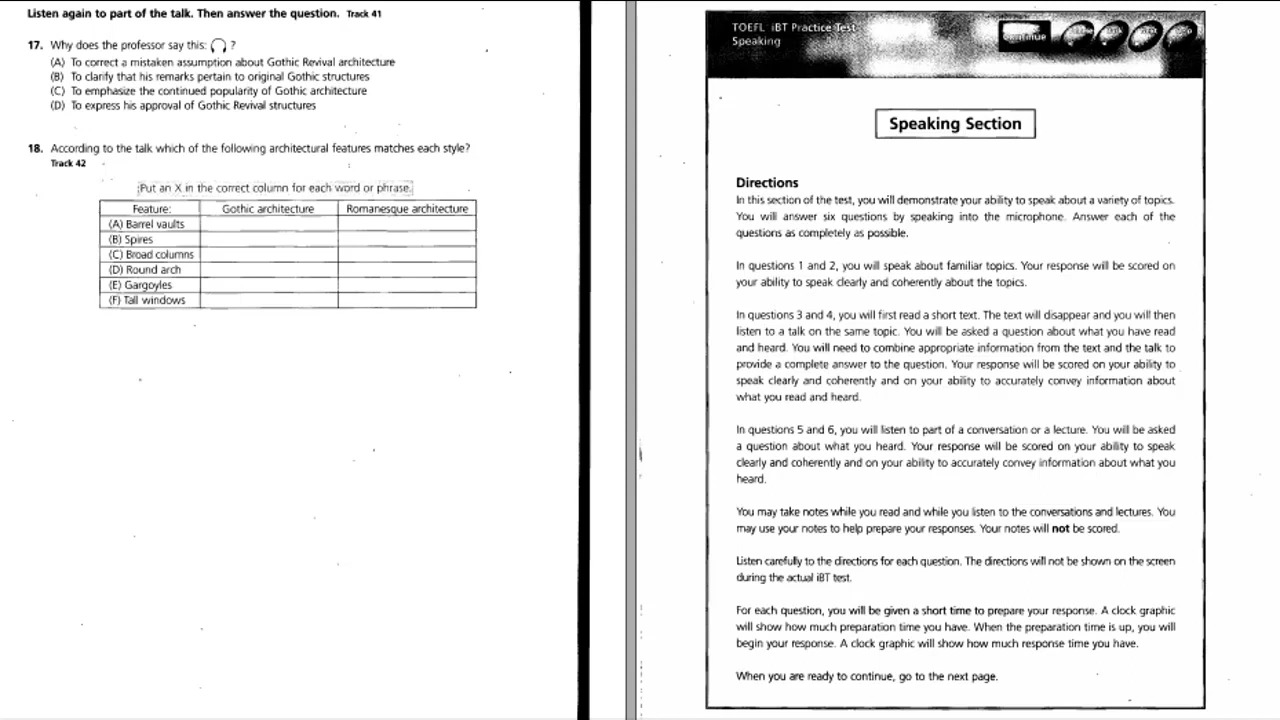 Listen again to part of the talk. Then answer the question. Track 41
17. Why does the professor say this: ?
(A) To correct a mistaken assumption about Gothic Revival architecture
(B) To clarify that his remarks pertain to original Gothic structures
(C) To emphasize the continued popularity of Gothic architecture
(D) To express his approval of Gothic Revival structures
18. According to the talk which of the following architectural features matches each style?
Track 42
Put an X in the correct column for each word or phrase.
Feature: Gothic architecture Romanesque architecture
(A) Barrel vaults
(B) Spires
(C) Broad columns
(D) Round arch
(E) Gargoyles
(F) Tall windows
TOEFL iBT Practice Test
Speaking
Continue
Speaking Section
Directions
In this section of the test, you will demonstrate your ability to speak about a variety of topics.
You will answer six questions by speaking into the microphone. Answer each of the
questions as completely as possible.
In questions 1 and 2, you will speak about familiar topics. Your response will be scored on
your ability to speak clearly and coherently about the topics.
In questions 3 and 4, you will first read a short text. The text will disappear and you will then
listen to a talk on the same topic. You will be asked a question about what you have read
and heard. You will need to combine appropriate information from the text and the talk to
provide a complete answer to the question. Your response will be scored on your ability to
speak clearly and coherently and on your ability to accurately convey information about
what you read and heard.
In questions 5 and 6, you will listen to part of a conversation or a lecture. You will be asked
a question about what you heard. Your response will be scored on your ability to speak
clearly and coherently and on your ability to accurately convey information about what you
heard.
You may take notes while you read and while you listen to the conversations and lectures. You
may use your notes to help prepare your responses. Your notes will not be scored.
Listen carefully to the directions for each question. The directions will not be shown on the screen
during the actual iBT test.
For each question, you will be given a short time to prepare your response. A clock graphic
will show how much preparation time you have. When the preparation time is up, you will
begin your response. A clock graphic will show how much response time you have.
When you are ready to continue, go to the next page.